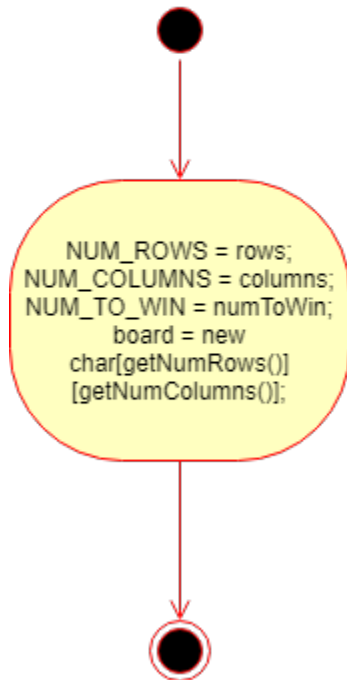 NUM_ROWS = rows;
NUM_COLUMNS = columns;
NUM_TO_WIN = numToWin;
board = new
char[getNumRows()]
[getNumColumns()];